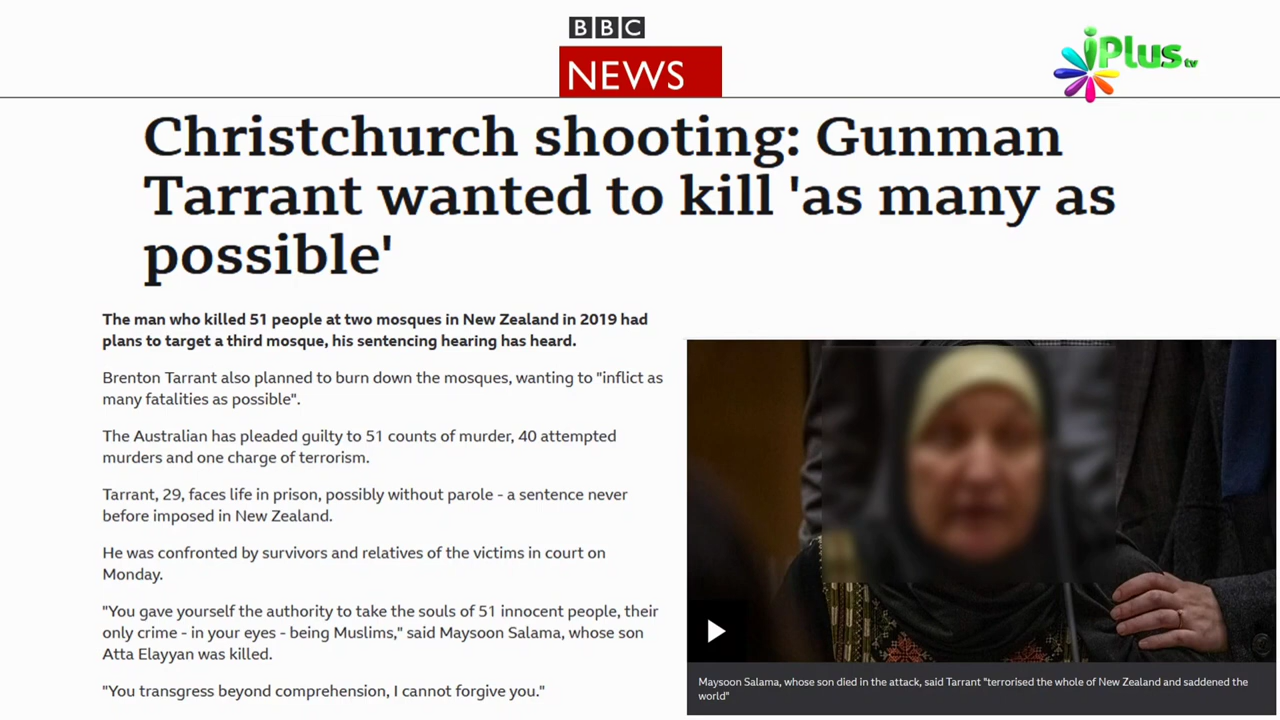 BBC
NEWS
iPlus tv
Christchurch shooting: Gunman
Tarrant wanted to kill 'as many as
possible'
The man who killed 51 people at two mosques in New Zealand in 2019 had
plans to target a third mosque, his sentencing hearing has heard.
Brenton Tarrant also planned to burn down the mosques, wanting to "inflict as
many fatalities as possible".
The Australian has pleaded guilty to 51 counts of murder, 40 attempted
murders and one charge of terrorism.
Tarrant, 29, faces life in prison, possibly without parole - a sentence never
before imposed in New Zealand.
He was confronted by survivors and relatives of the victims in court on
Monday.
"You gave yourself the authority to take the souls of 51 innocent people, their
only crime - in your eyes - being Muslims," said Maysoon Salama, whose son
Atta Elayyan was killed.
"You transgress beyond comprehension, I cannot forgive you."
Maysoon Salama, whose son died in the attack, said Tarrant "terrorised the whole of New Zealand and saddened the
world"